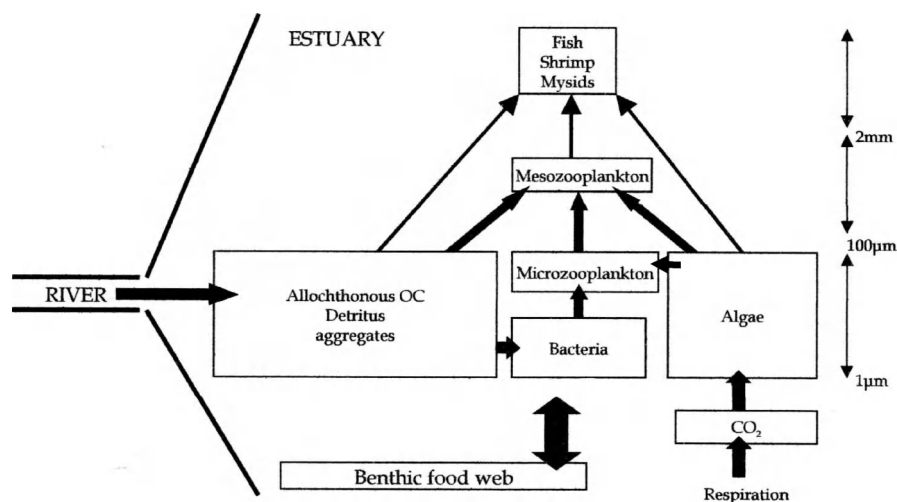 ESTUARY
Fish
Shrimp
Mysids
2mm
Mesozooplankton
100µm
RIVER
Allochthonous OC
Detritus
aggregates
Microzooplankton
Algae
Bacteria
1µm
CO₂
Benthic food web
Respiration